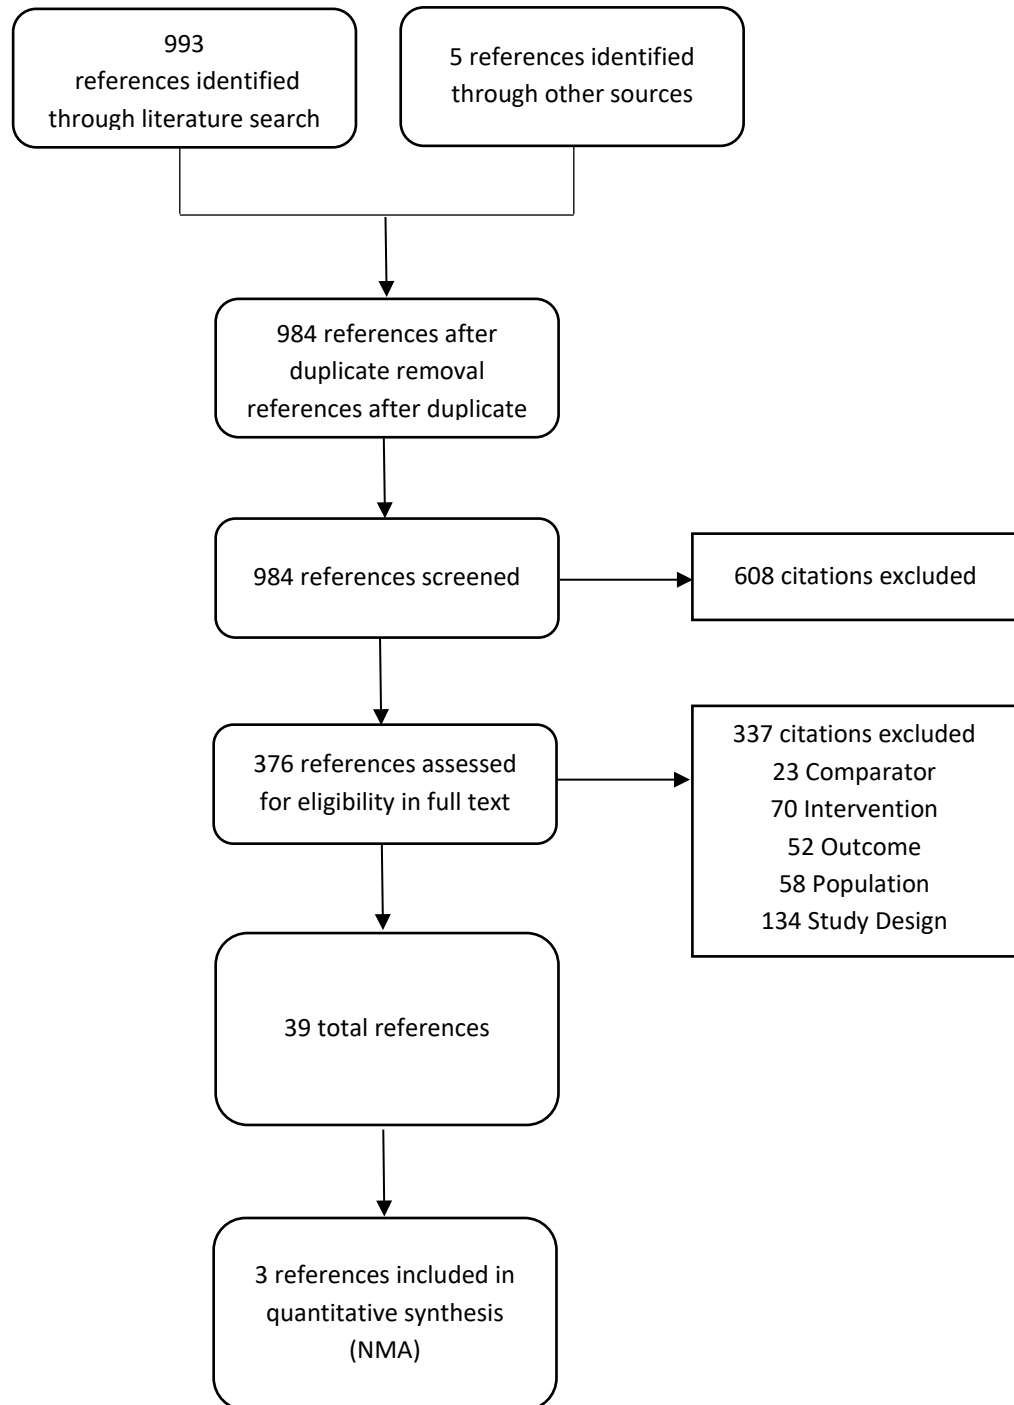 993
references identified
through literature search
5 references identified
through other sources
984 references after
duplicate removal
references after duplicate
984 references screened
608 citations excluded
376 references assessed
for eligibility in full text
337 citations excluded
23 Comparator
70 Intervention
52 Outcome
58 Population
134 Study Design
39 total references
3 references included in
quantitative synthesis
(NMA)